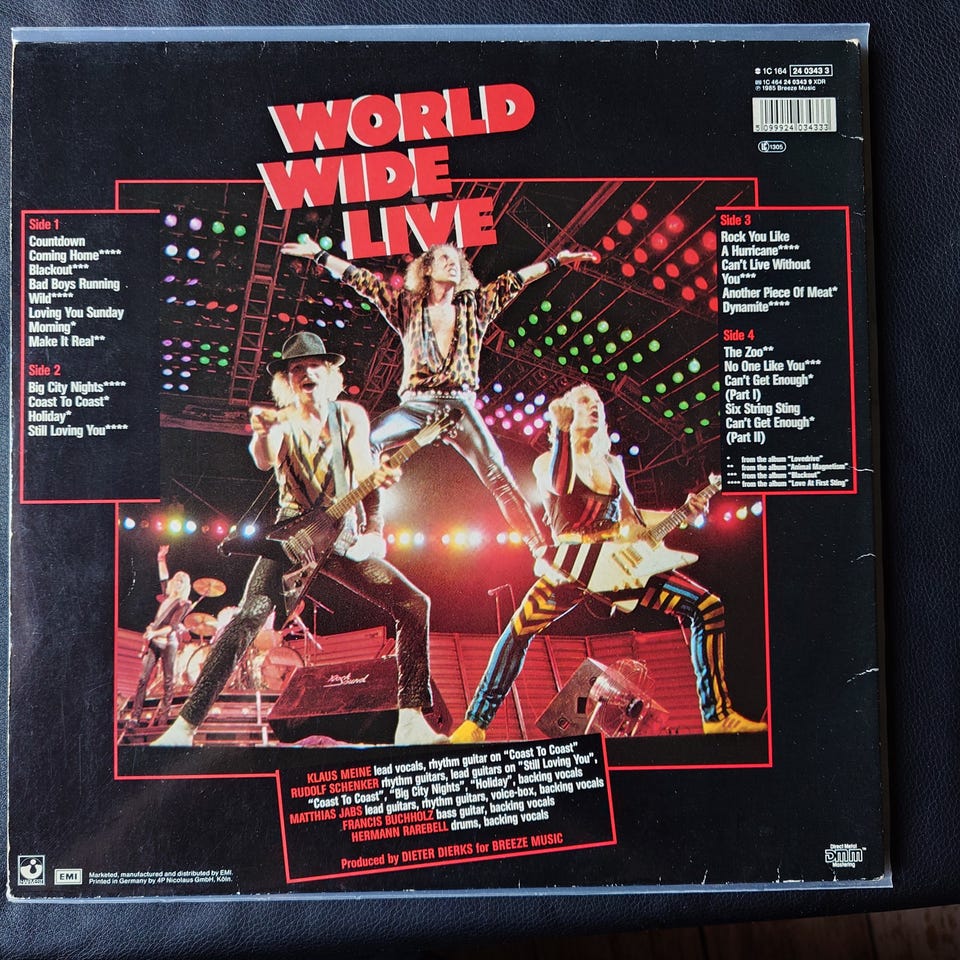 WORLD
WIDE
LIVE
1C 164 24 0343 3
1C 464 24 0343 9 XDR
℗ 1985 Breeze Music
5 099924 034333
1305
Side 1
Countdown
Coming Home****
Blackout***
Bad Boys Running
Wild****
Loving You Sunday
Morning*
Make It Real**
Side 2
Big City Nights****
Coast To Coast*
Holiday*
Still Loving You****
Side 3
Rock You Like
A Hurricane****
Can't Live Without
You***
Another Piece Of Meat*
Dynamite****
Side 4
The Zoo**
No One Like You***
Can't Get Enough*
(Part I)
Six String Sting
Can't Get Enough*
(Part II)
* from the album "Lovedrive"
** from the album "Animal Magnetism"
*** from the album "Blackout"
**** from the album "Love At First Sting"
Rock Sound
KLAUS MEINE lead vocals, rhythm guitar on "Coast To Coast"
RUDOLF SCHENKER rhythm guitars, lead guitars on "Still Loving You",
"Coast To Coast", "Big City Nights", "Holiday", backing vocals
MATTHIAS JABS lead guitars, rhythm guitars, voice-box, backing vocals
FRANCIS BUCHHOLZ bass guitar, backing vocals
HERMANN RAREBELL drums, backing vocals
Produced by DIETER DIERKS for BREEZE MUSIC
HARVEST
EMI
Marketed, manufactured and distributed by EMI.
Printed in Germany by 4P Nicolaus GmbH, Köln.
Direct Metal
DMM
Mastering